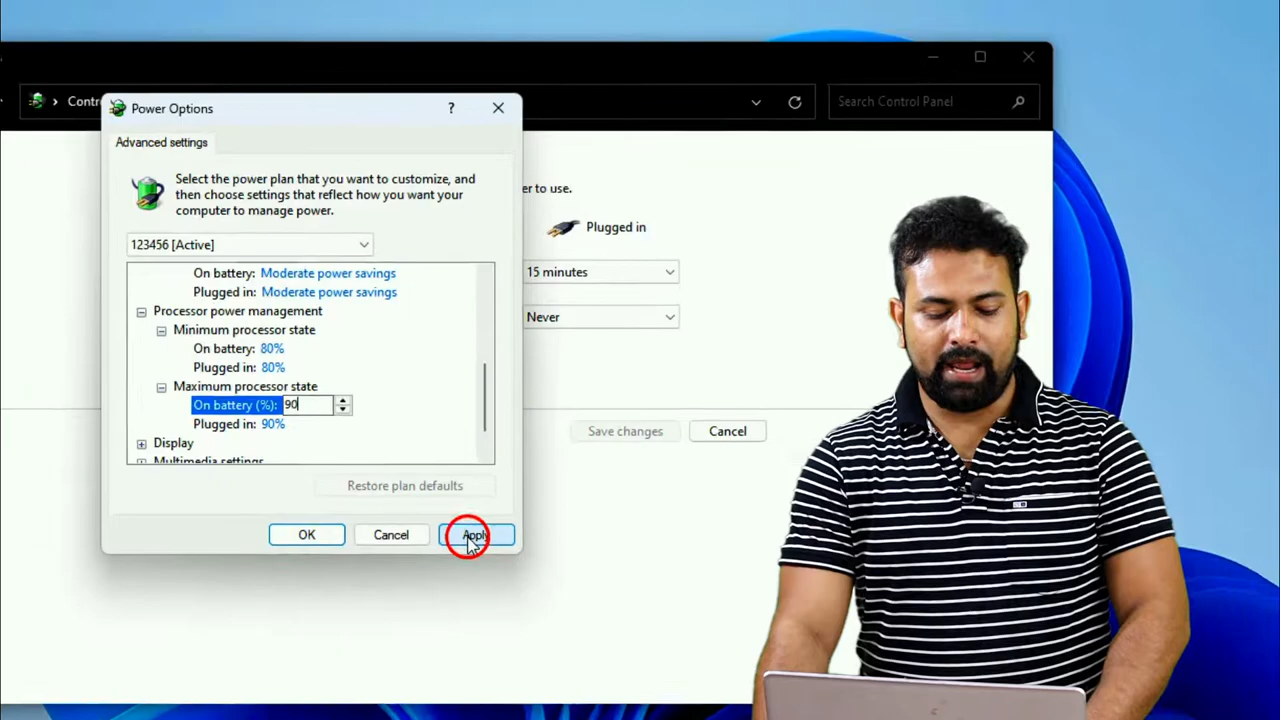 Contr
Search Control Panel
Power Options
?
Advanced settings
Select the power plan that you want to customize, and
then choose settings that reflect how you want your
computer to manage power.
er to use.
Plugged in
123456 [Active]
15 minutes
Never
On battery: Moderate power savings
Plugged in: Moderate power savings
Processor power management
Minimum processor state
On battery: 80%
Plugged in: 80%
Maximum processor state
On battery (%): 90
Plugged in: 90%
Display
Multimedia settings
Restore plan defaults
Save changes
Cancel
OK
Cancel
Apply